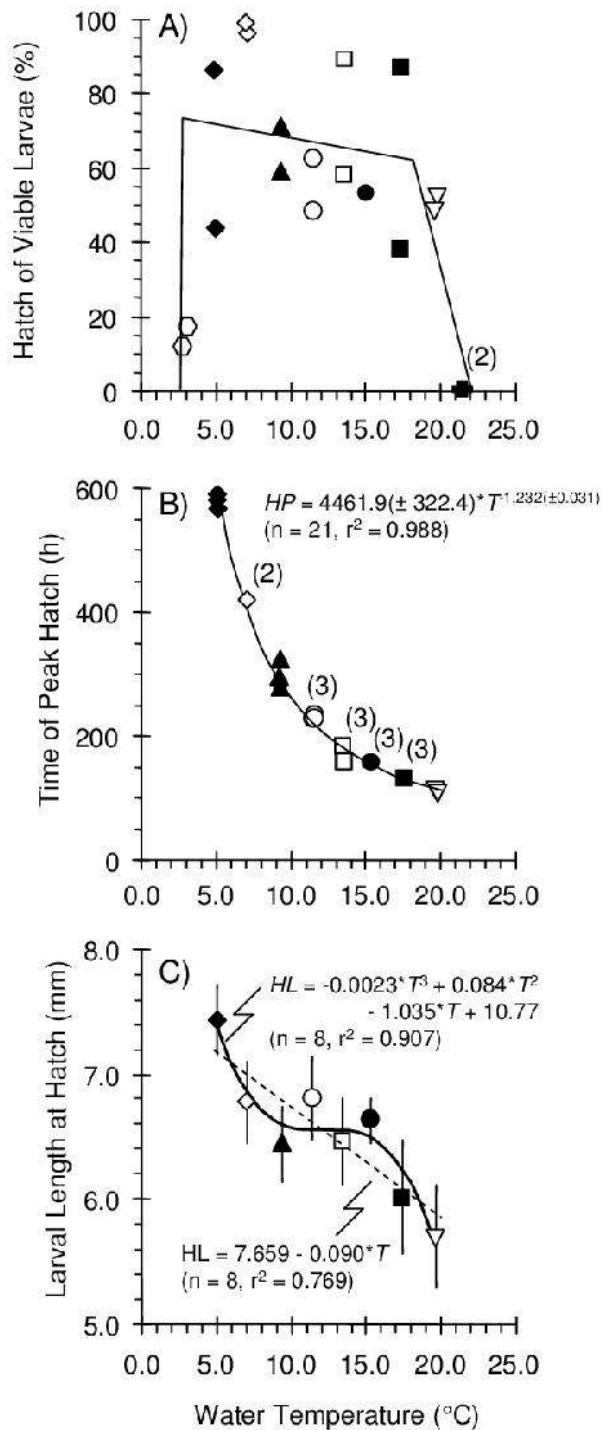 A)
Hatch of Viable Larvae (%)
100
80
60
40
20
0
(2)
0.0 5.0 10.0 15.0 20.0 25.0
B)
Time of Peak Hatch (h)
600
400
200
0
HP = 4461.9(± 322.4)*T-1.232(±0.031)
(n = 21, r2 = 0.988)
(2)
(3)
(3)
(3)
(3)
0.0 5.0 10.0 15.0 20.0 25.0
C)
Larval Length at Hatch (mm)
8.0
7.0
6.0
5.0
HL = -0.0023*T3 + 0.084*T2
- 1.035*T + 10.77
(n = 8, r2 = 0.907)
HL = 7.659 - 0.090*T
(n = 8, r2 = 0.769)
0.0 5.0 10.0 15.0 20.0 25.0
Water Temperature (°C)